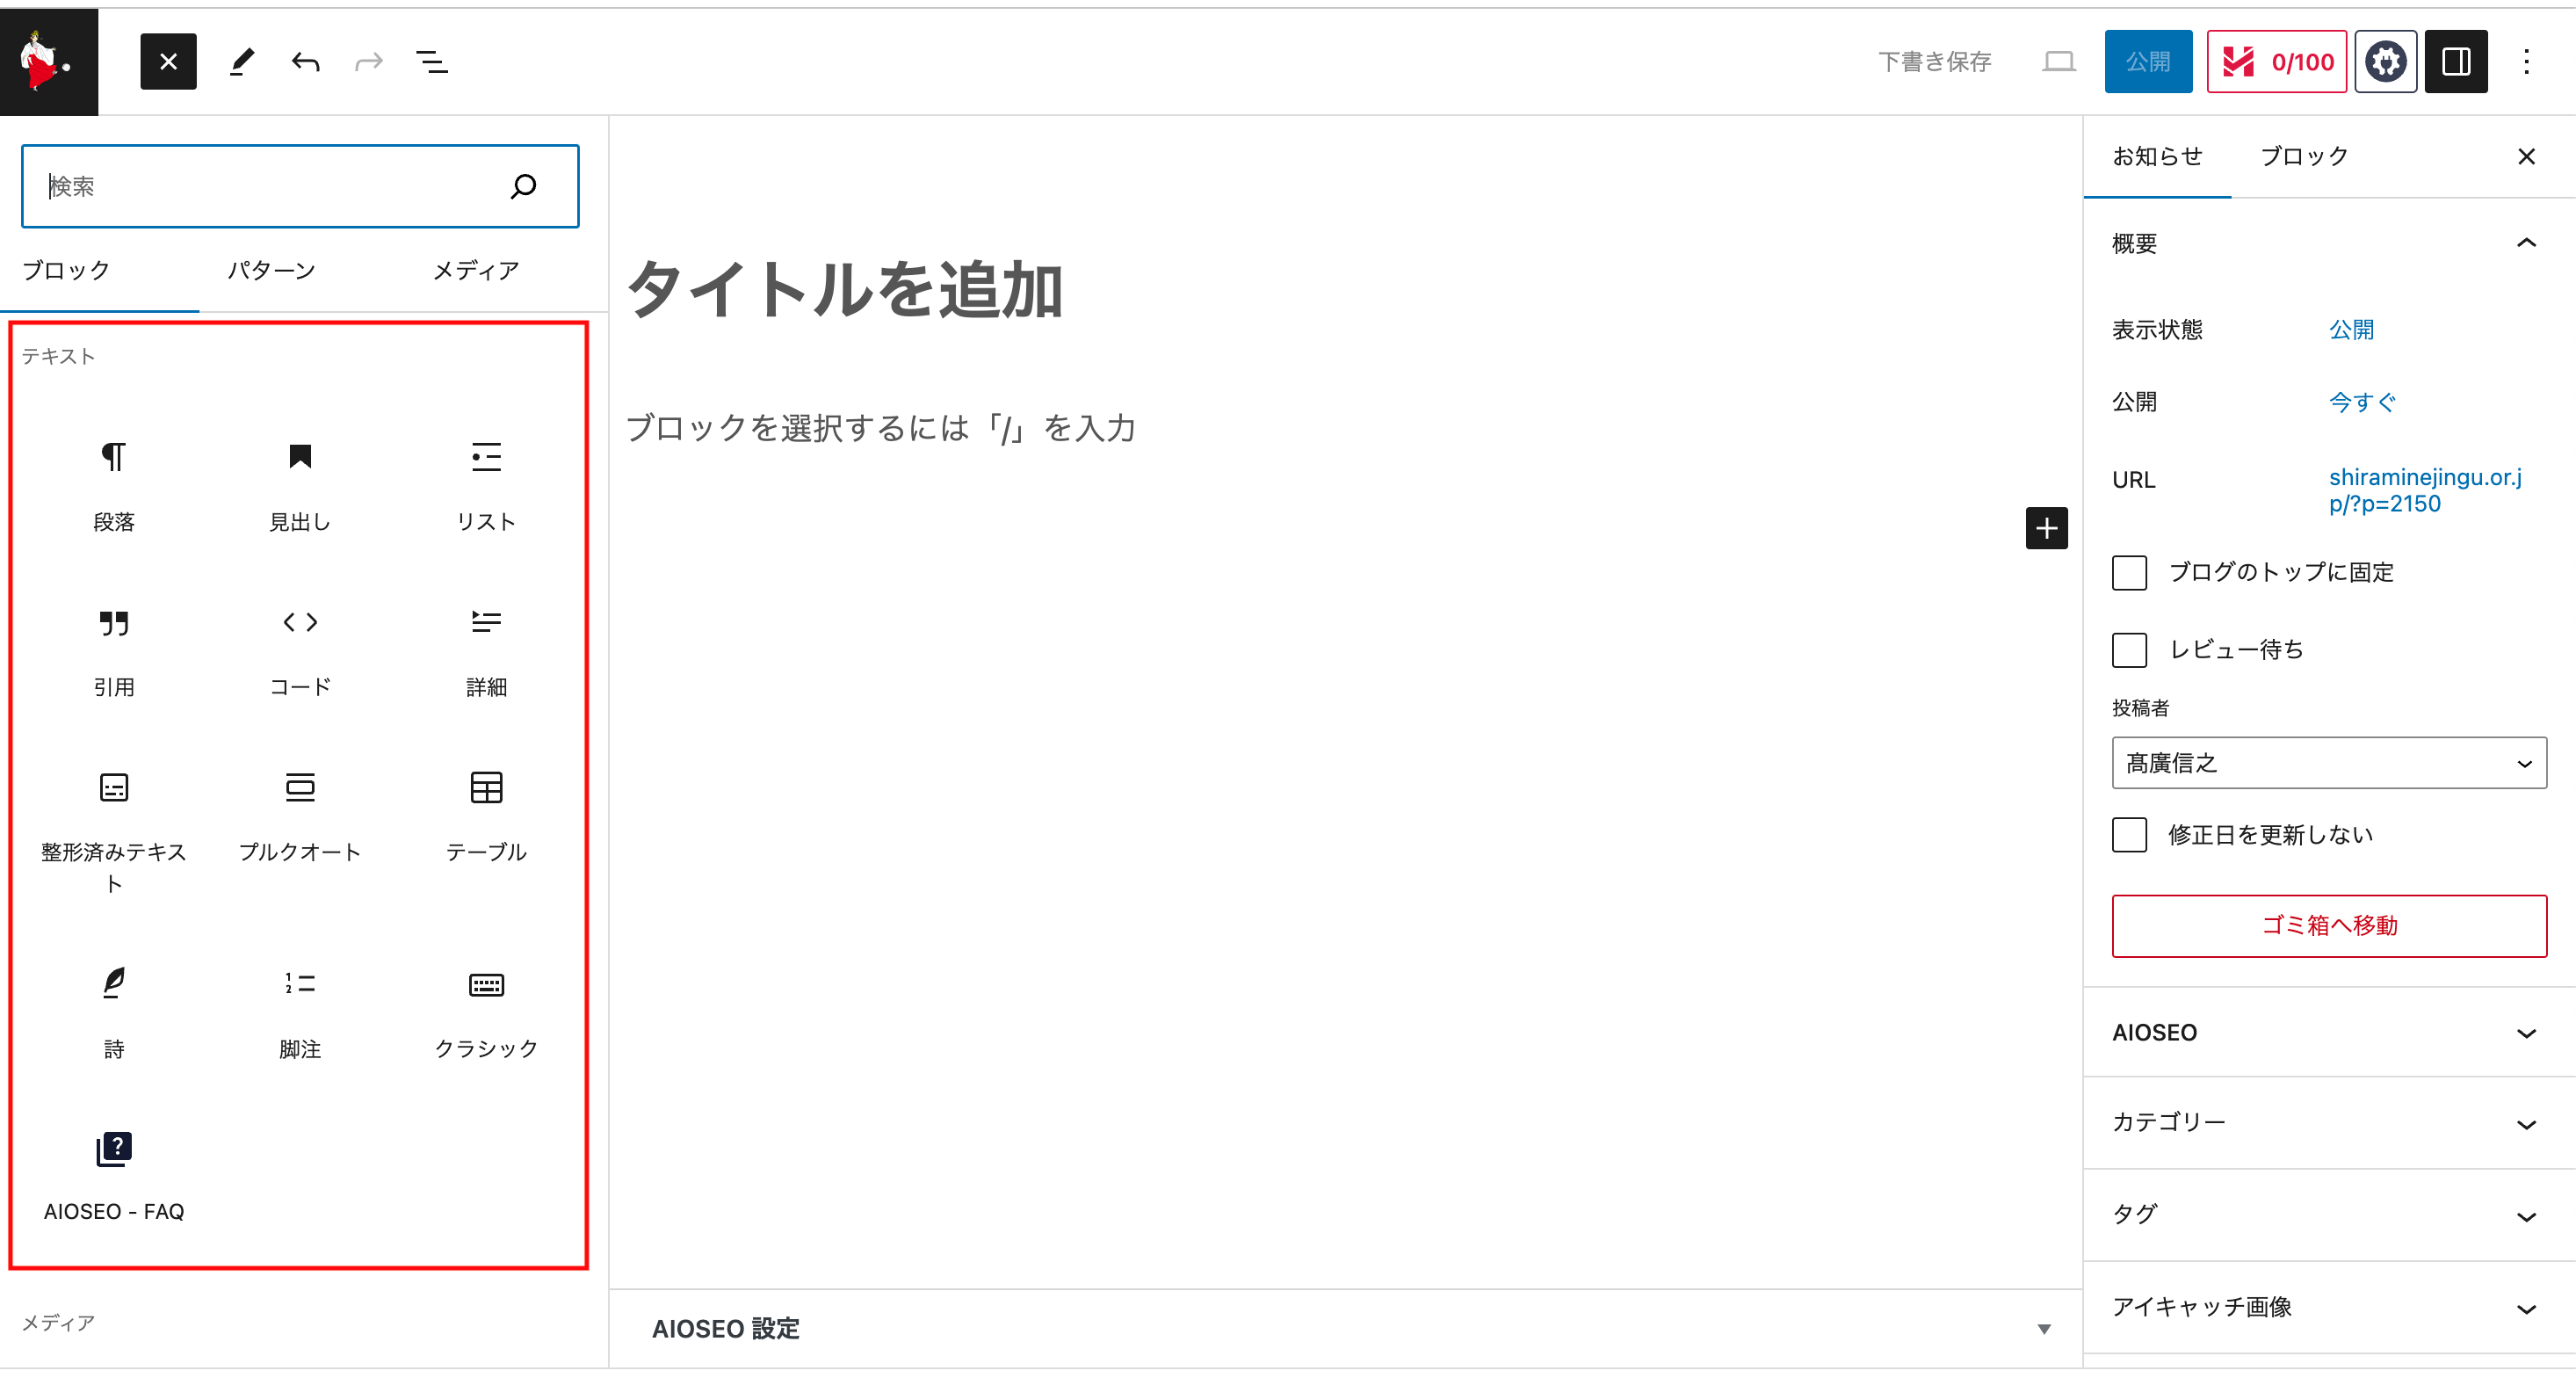 下書き保存
公開
0/100
検索
ブロック
パターン
メディア
テキスト
段落
見出し
リスト
引用
コード
詳細
整形済みテキス
ト
プルクオート
テーブル
詩
脚注
クラシック
AIOSEO - FAQ
メディア
タイトルを追加
ブロックを選択するには「/」を入力
AIOSEO 設定
お知らせ
ブロック
概要
表示状態
公開
公開
今すぐ
URL
shiraminejingu.or.j
p/?p=2150
ブログのトップに固定
レビュー待ち
投稿者
髙廣信之
修正日を更新しない
ゴミ箱へ移動
AIOSEO
カテゴリー
タグ
アイキャッチ画像